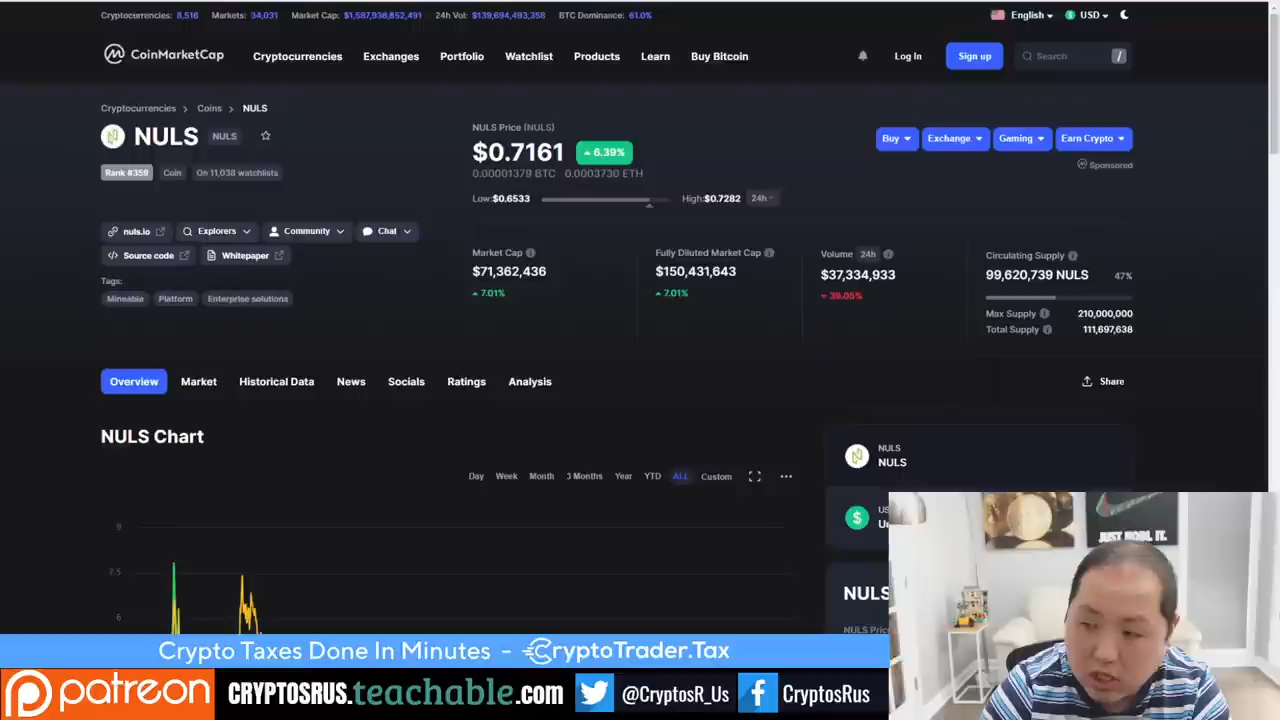 Cryptocurrencies: 8,516 Markets: 34,031 Market Cap: $1,587,936,852,491 24h Vol: $139,694,493,358 BTC Dominance: 61.0% English USD
CoinMarketCap Cryptocurrencies Exchanges Portfolio Watchlist Products Learn Buy Bitcoin Log In Sign up Search /
Cryptocurrencies > Coins > NULS
NULS NULS
Rank #359 Coin On 11,038 watchlists
nuls.io Explorers Community Chat
Source code Whitepaper
Tags:
Mineable Platform Enterprise solutions
NULS Price (NULS)
$0.7161 6.39%
0.00001379 BTC 0.0003730 ETH
Low: $0.6533 High: $0.7282 24h
Buy Exchange Gaming Earn Crypto
Sponsored
Market Cap
$71,362,436
7.01%
Fully Diluted Market Cap
$150,431,643
7.01%
Volume 24h
$37,334,933
39.05%
Circulating Supply
99,620,739 NULS 47%
Max Supply 210,000,000
Total Supply 111,697,638
Overview Market Historical Data News Socials Ratings Analysis Share
NULS Chart
Day Week Month 3 Months Year YTD ALL Custom
9
7.5
6
NULS
NULS
$
NULS
NULS
JUST HODL IT.
Crypto Taxes Done In Minutes - CryptoTrader.Tax
patreon CRYPTOSRUS.teachable.com @CryptosR_Us CryptosRus